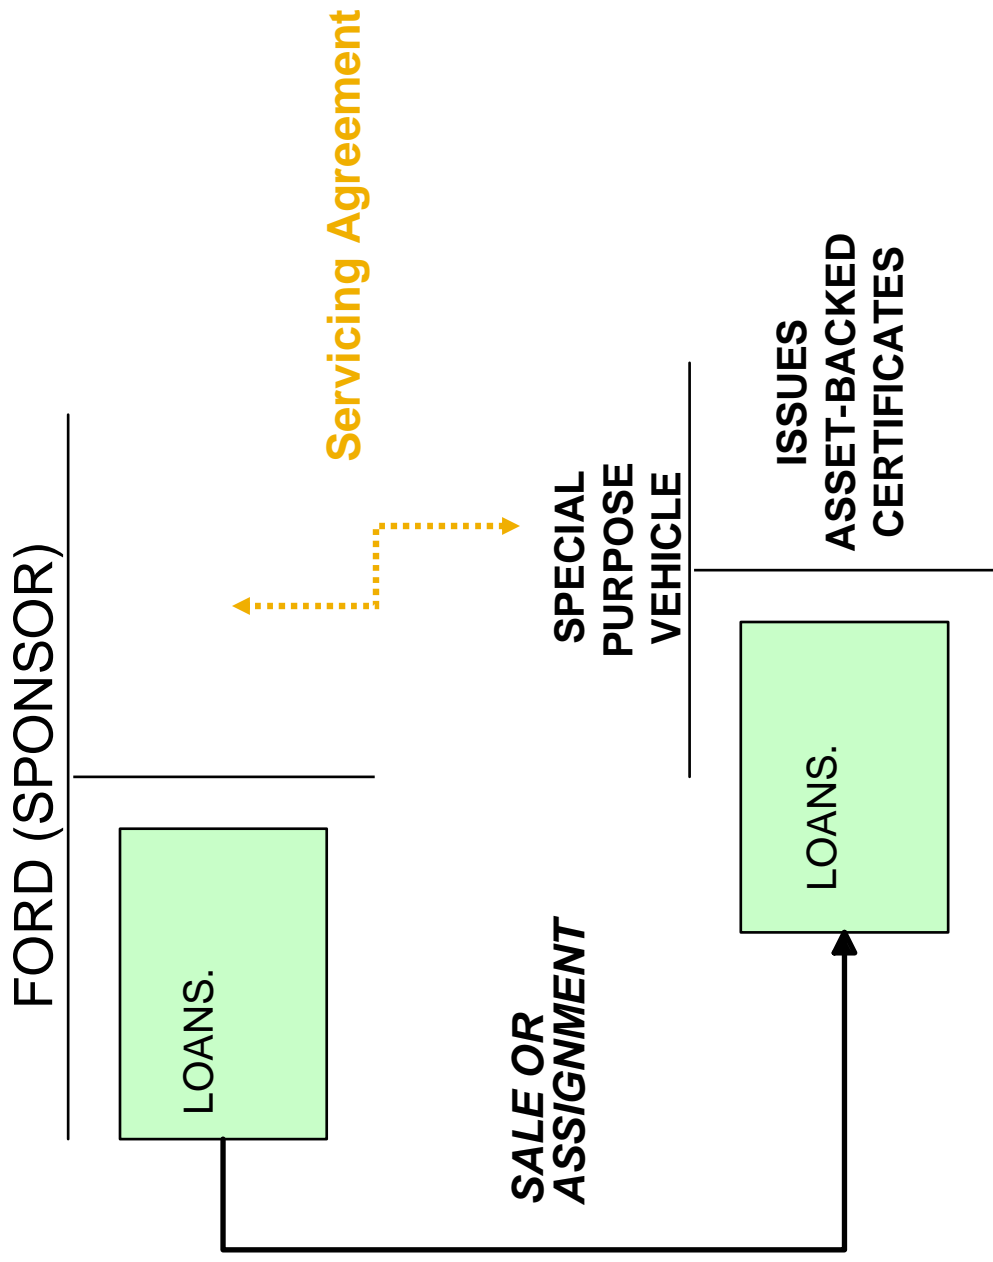 FORD (SPONSOR)
LOANS.
Servicing Agreement
SALE OR
ASSIGNMENT
SPECIAL
PURPOSE
VEHICLE
LOANS.
ISSUES
ASSET-BACKED
CERTIFICATES